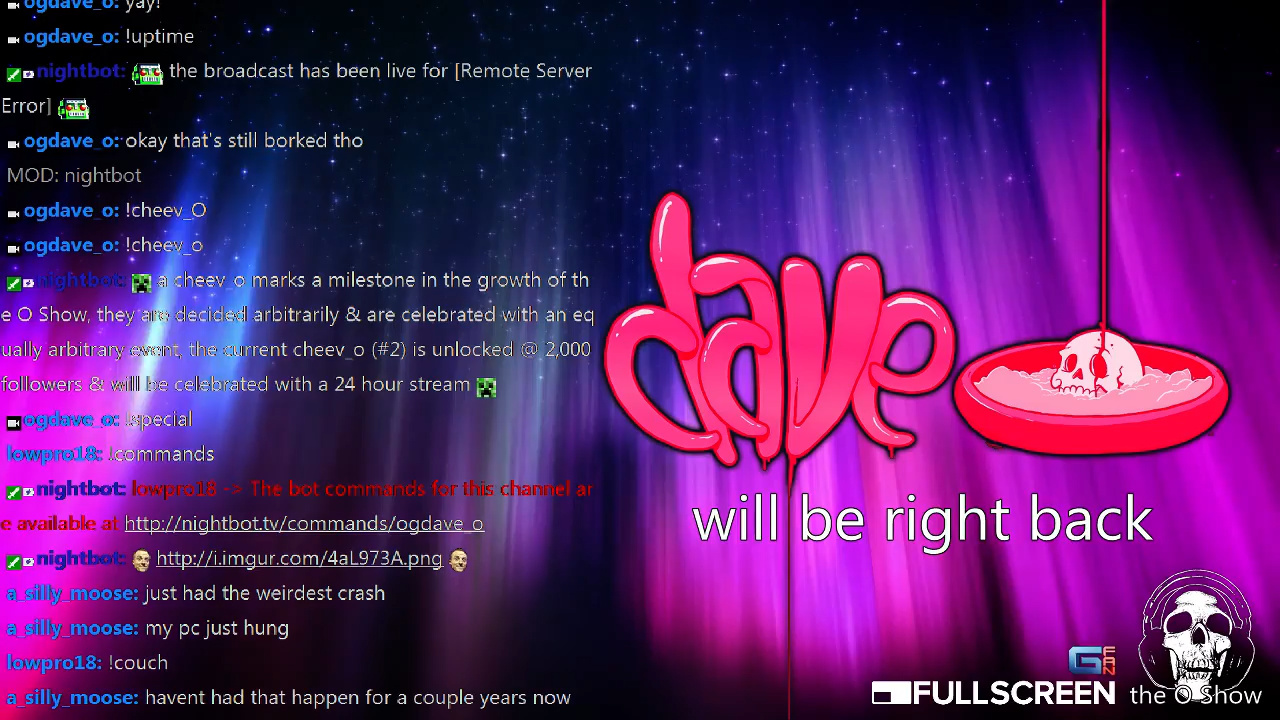 ogdave_o: yay!
ogdave_o: !uptime
nightbot: the broadcast has been live for [Remote Server
Error]
ogdave_o: okay that's still borked tho
MOD: nightbot
ogdave_o: !cheev_O
ogdave_o: !cheev_o
nightbot: a cheev_o marks a milestone in the growth of th
e O Show, they are decided arbitrarily & are celebrated with an eq
ually arbitrary event, the current cheev_o (#2) is unlocked @ 2,000
followers & will be celebrated with a 24 hour stream
ogdave_o: !special
lowpro18: !commands
nightbot: lowpro18 -> The bot commands for this channel ar
e available at http://nightbot.tv/commands/ogdave_o
nightbot: http://i.imgur.com/4aL973A.png
a_silly_moose: just had the weirdest crash
a_silly_moose: my pc just hung
lowpro18: !couch
a_silly_moose: havent had that happen for a couple years now
dave
will be right back
G FAN
FULLSCREEN
the O Show